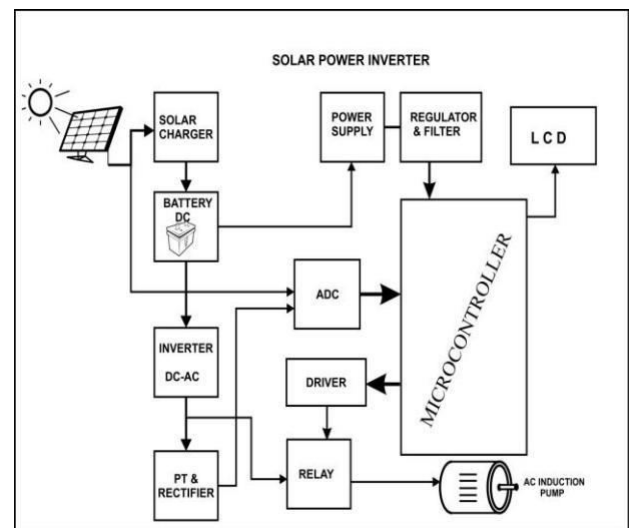 SOLAR POWER INVERTER
SOLAR
CHARGER
POWER
SUPPLY
REGULATOR
& FILTER
LCD
BATTERY
DC
ADC
MICROCONTROLLER
INVERTER
DC-AC
DRIVER
PT &
RECTIFIER
RELAY
AC INDUCTION
PUMP